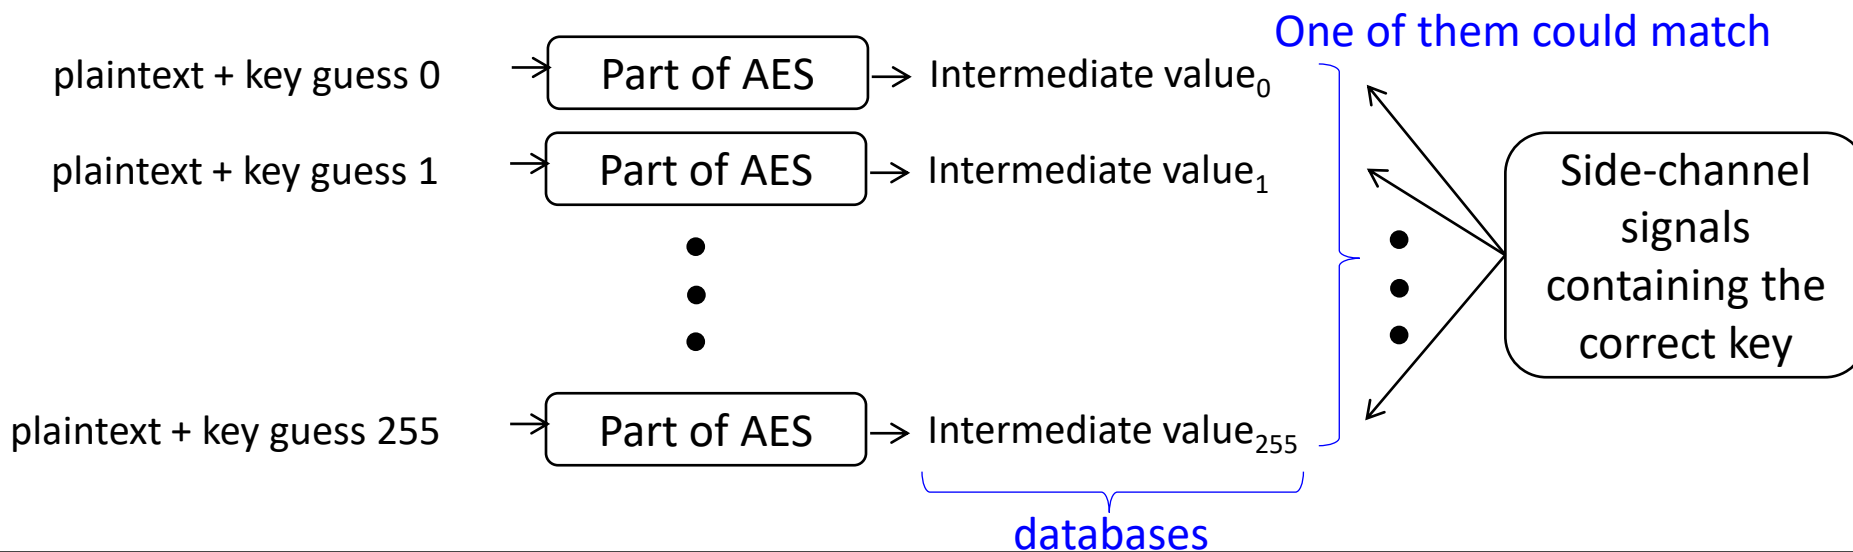 One of them could match
plaintext + key guess 0
Part of AES
Intermediate value₀
plaintext + key guess 1
Part of AES
Intermediate value₁
Side-channel
signals
containing the
correct key
plaintext + key guess 255
Part of AES
Intermediate value₂₅₅
databases